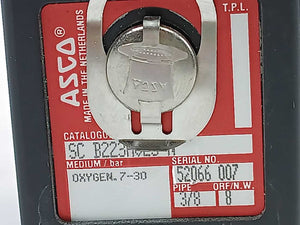 T.P.L.
ASCO®
MADE IN THE NETHERLANDS
CATALOGUE
SC
MEDIUM / bar
SERIAL NO.
OXYGEN. 7-30
52066 007
PIPE ORF/N.W
3/8 8